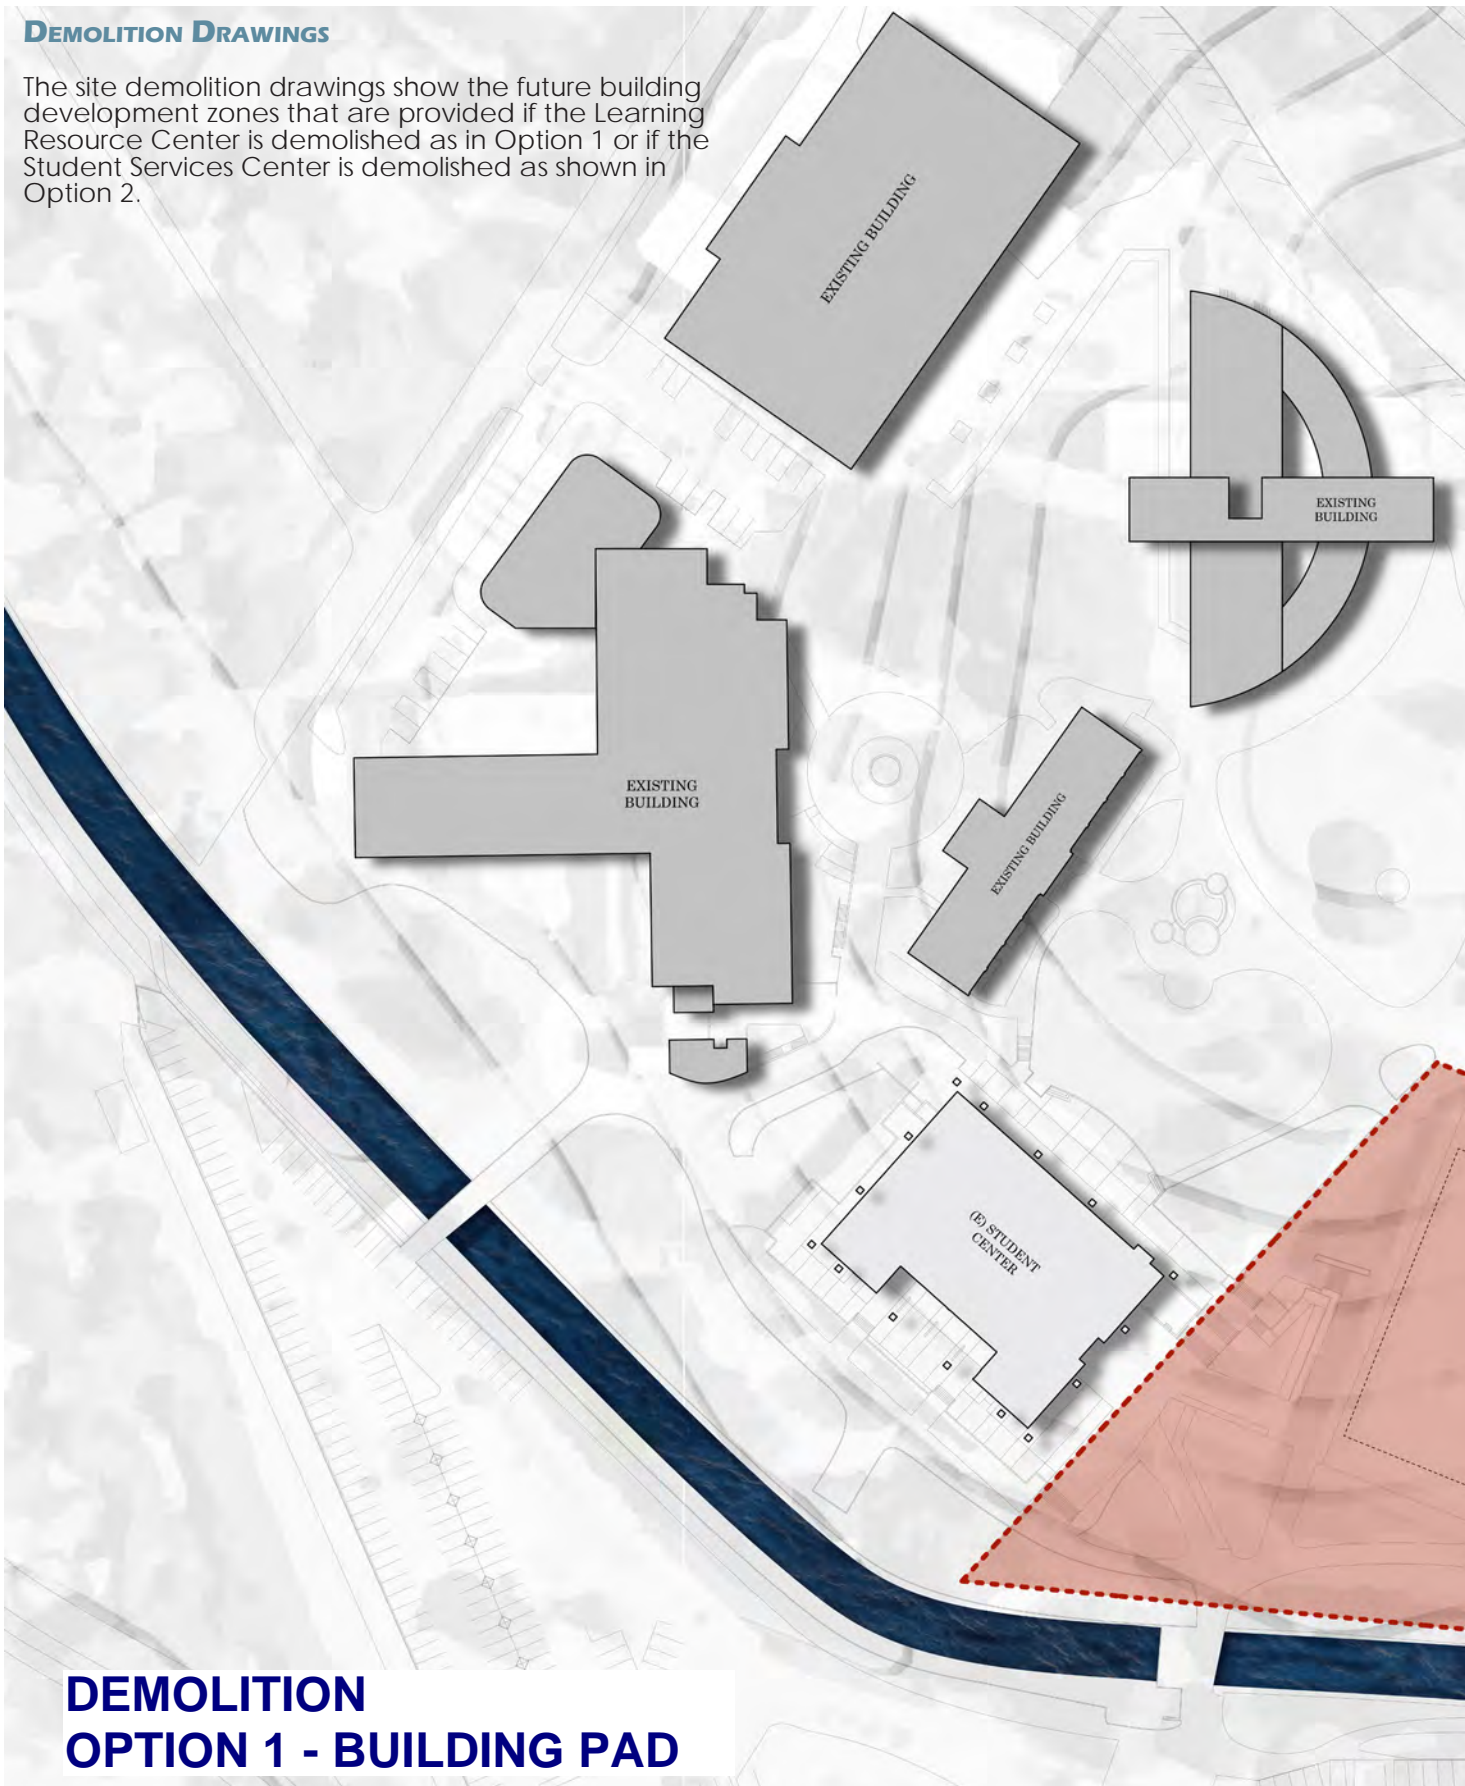 DEMOLITION DRAWINGS
The site demolition drawings show the future building
development zones that are provided if the Learning
Resource Center is demolished as in Option 1 or if the
Student Services Center is demolished as shown in
Option 2.
EXISTING BUILDING
EXISTING
BUILDING
EXISTING
BUILDING
EXISTING BUILDING
(E) STUDENT
CENTER
DEMOLITION
OPTION 1 - BUILDING PAD